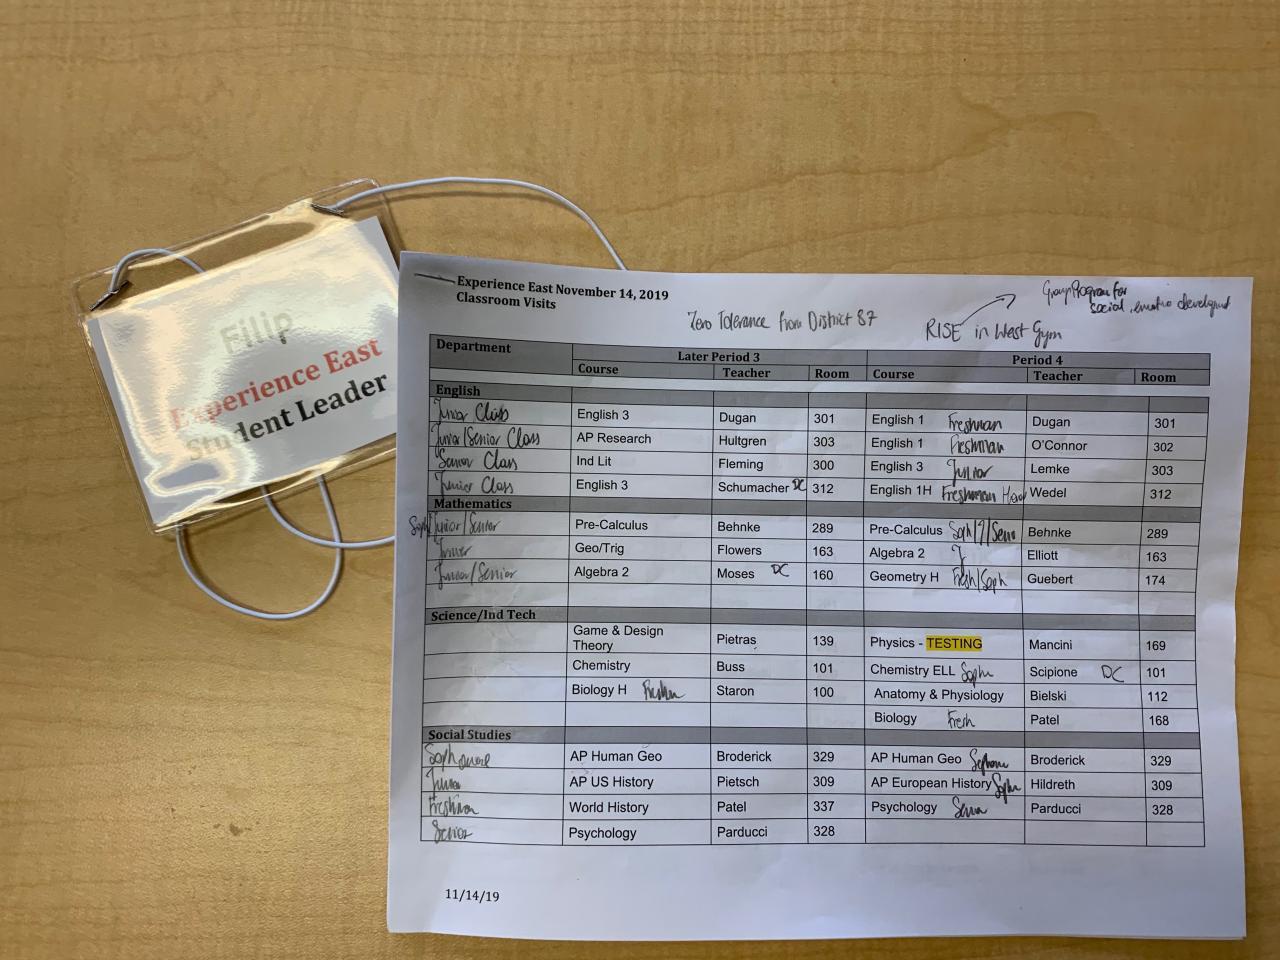 Filip
Experience East
Student Leader
Experience East November 14, 2019
Classroom Visits
Zero Tolerance from District 87
RISE in West Gym
Group Program for
social,
Department Later Period 3 Period 4
Course Teacher Room Course Teacher Room
English
Junior Class English 3 Dugan 301 English 1 Freshman Dugan 301
Junior/Senior Class AP Research Hultgren 303 English 1 Freshman O'Connor 302
Senior Class Ind Lit Fleming 300 English 3 Junior Lemke 303
Junior Class English 3 Schumacher DC 312 English 1H Freshman Wedel 312
Mathematics
Soph/Junior/Senior Pre-Calculus Behnke 289 Pre-Calculus Soph/J/Senior Behnke 289
Junior Geo/Trig Flowers 163 Algebra 2 J Elliott 163
Junior/Senior Algebra 2 Moses DC 160 Geometry H Fresh/Soph Guebert 174
Science/Ind Tech
Game & Design
Theory Pietras 139 Physics - TESTING Mancini 169
Chemistry Buss 101 Chemistry ELL Soph Scipione DC 101
Biology H Staron 100 Anatomy & Physiology Bielski 112
Biology Fresh Patel 168
Social Studies
Sophomore AP Human Geo Broderick 329 AP Human Geo Broderick 329
Junior AP US History Pietsch 309 AP European History Hildreth 309
Freshman World History Patel 337 Psychology Senior Parducci 328
Senior Psychology Parducci 328
11/14/19